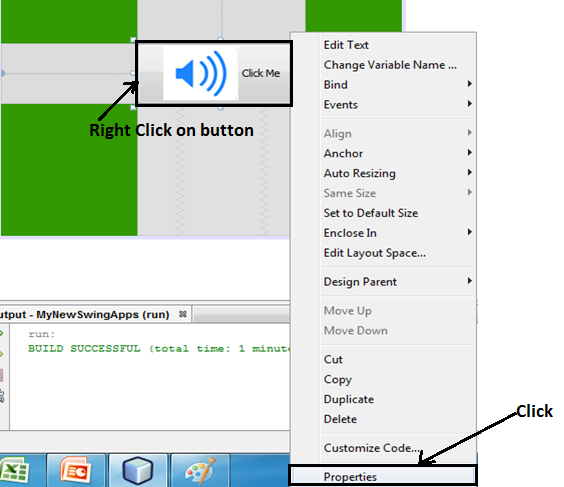 Click Me
Right Click on button
Edit Text
Change Variable Name ...
Bind
Events
Align
Anchor
Auto Resizing
Same Size
Set to Default Size
Enclose In
Edit Layout Space...
Design Parent
Move Up
Move Down
Cut
Copy
Duplicate
Delete
Customize Code...
Properties
Click
utput - MyNewSwingApps (run)
run:
BUILD SUCCESSFUL (total time: 1 minute